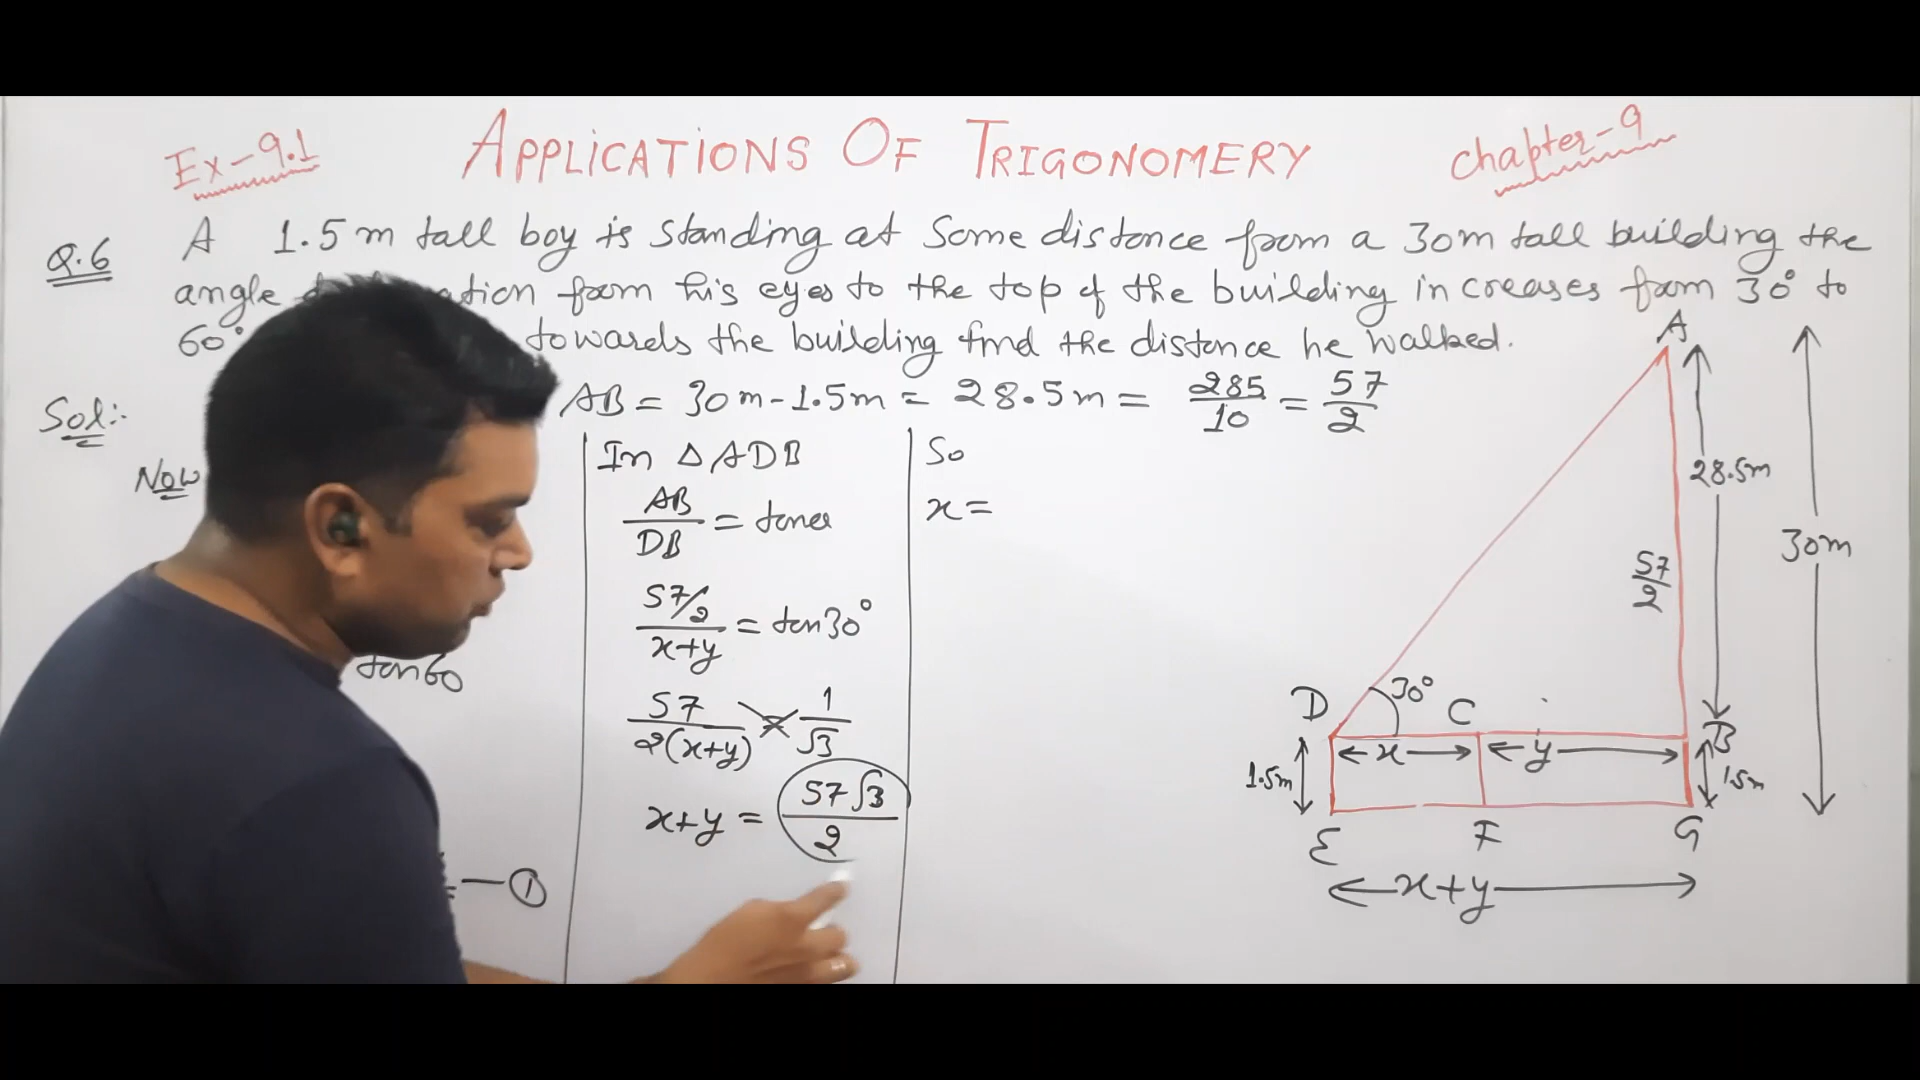 Ex-9.1 APPLICATIONS OF TRIGONOMERY Chapter-9
Q.6 A 1.5m tall boy is standing at some distance from a 30m tall building the
angle ation from his eyes to the top of the building increases from 30° to
60° towards the building find the distance he walked.
Sol:- AB = 30m - 1.5m = 28.5m = 285/10 = 57/2
Now
tan60
— ①
In △ ADB
AB/DB = tanθ
57/2/x+y = tan30°
57/2(x+y) = 1/√3
x+y = 57√3/2
So
x =
A
28.5m
57/2
30m
30°
D C B
x y
1.5m 1.5m
E F G
x+y